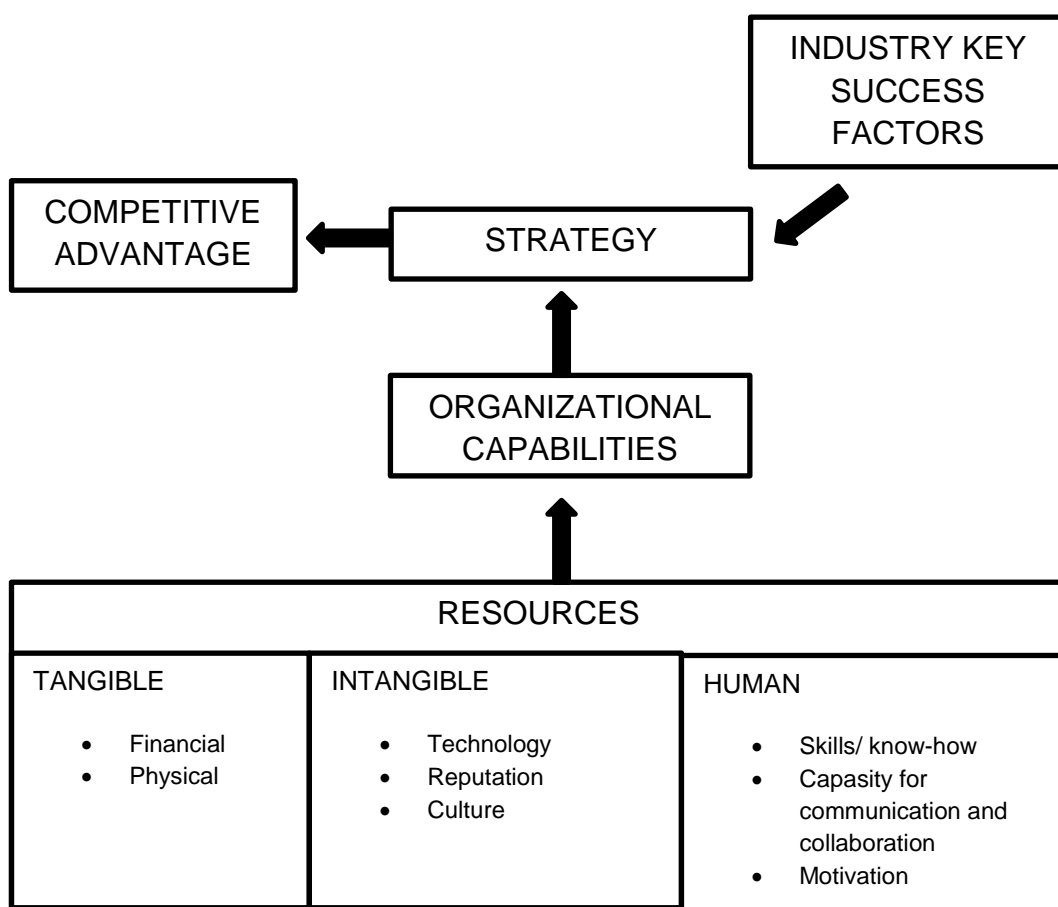 INDUSTRY KEY
SUCCESS
FACTORS
COMPETITIVE
ADVANTAGE
STRATEGY
ORGANIZATIONAL
CAPABILITIES
RESOURCES
TANGIBLE
• Financial
• Physical
INTANGIBLE
• Technology
• Reputation
• Culture
HUMAN
• Skills/ know-how
• Capasity for
communication and
collaboration
• Motivation